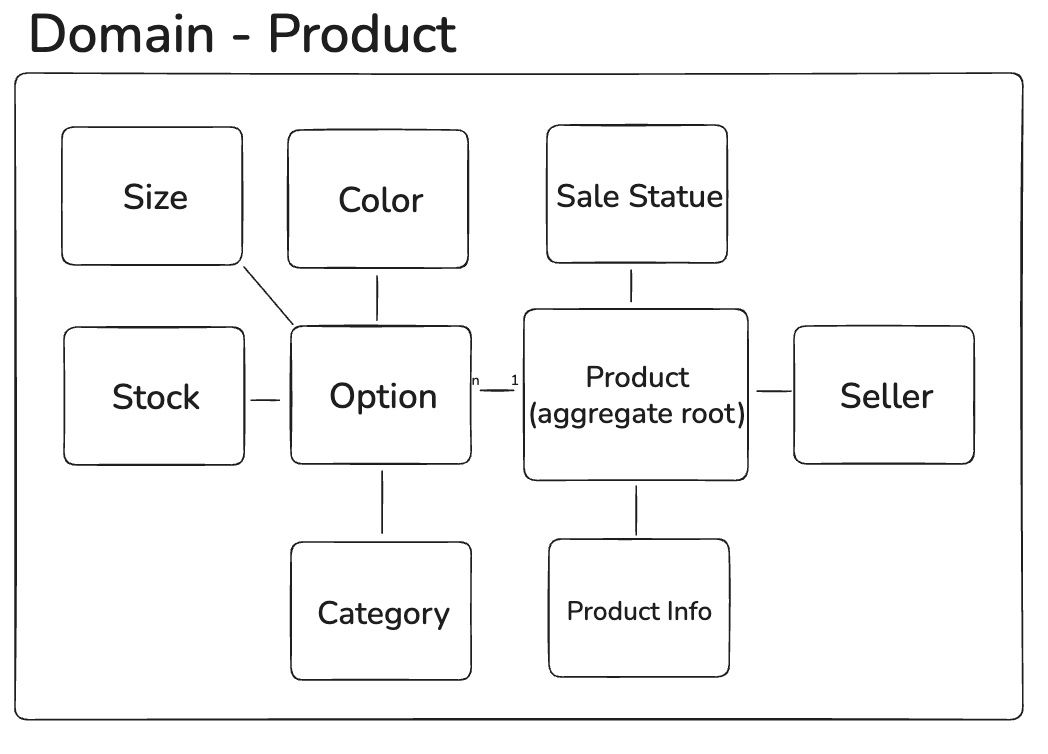 Domain - Product
Size
Color
Sale Statue
Stock
Option
n
1
Product
(aggregate root)
Seller
Category
Product Info